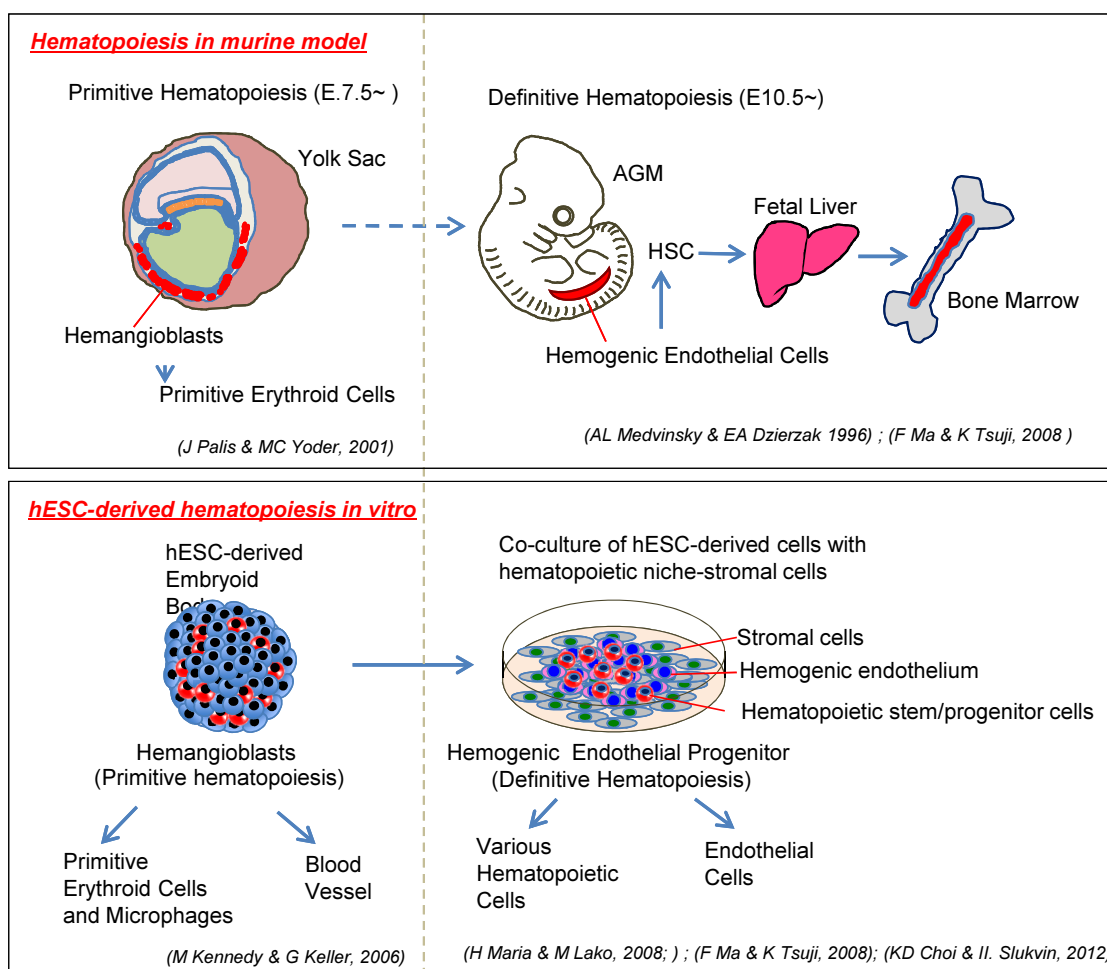 Hematopoiesis in murine model
Primitive Hematopoiesis (E.7.5~ )
Yolk Sac
Hemangioblasts
Primitive Erythroid Cells
(J Palis & MC Yoder, 2001)
Definitive Hematopoiesis (E10.5~)
AGM
HSC
Fetal Liver
Bone Marrow
Hemogenic Endothelial Cells
(AL Medvinsky & EA Dzierzak 1996) ; (F Ma & K Tsuji, 2008 )
hESC-derived hematopoiesis in vitro
hESC-derived
Embryoid
Hemangioblasts
(Primitive hematopoiesis)
Primitive
Erythroid Cells
and Microphages
Blood
Vessel
(M Kennedy & G Keller, 2006)
Co-culture of hESC-derived cells with
hematopoietic niche-stromal cells
Stromal cells
Hemogenic endothelium
Hematopoietic stem/progenitor cells
Hemogenic Endothelial Progenitor
(Definitive Hematopoiesis)
Various
Hematopoietic
Cells
Endothelial
Cells
(H Maria & M Lako, 2008; ) ; (F Ma & K Tsuji, 2008); (KD Choi & II. Slukvin, 2012)